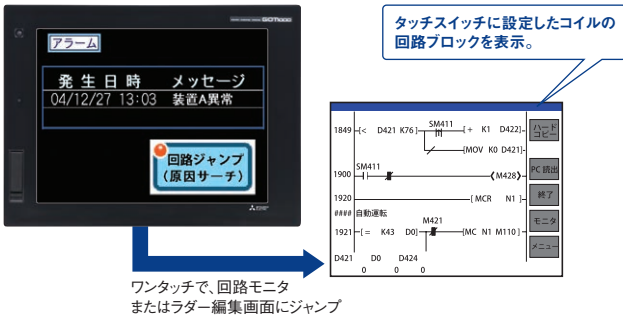 GOT1000
アラーム
発生日時 メッセージ
04/12/27 13:03 装置A異常
回路ジャンプ
(原因サーチ)
タッチスイッチに設定したコイルの
回路ブロックを表示。
1849 [< D421 K76] SM411 [+ K1 D422]
[MOV K0 D421]
ハード
コピー
SM411
1900 (M428)
PC 読出
1920 [MCR N1 ]
終了
#### 自動運転
M421
1921 [= K43 D0] [MC N1 M110 ]
モニタ
メニュー
D421 D0 D424
0 0 0
ワンタッチで、回路モニタ
またはラダー編集画面にジャンプ